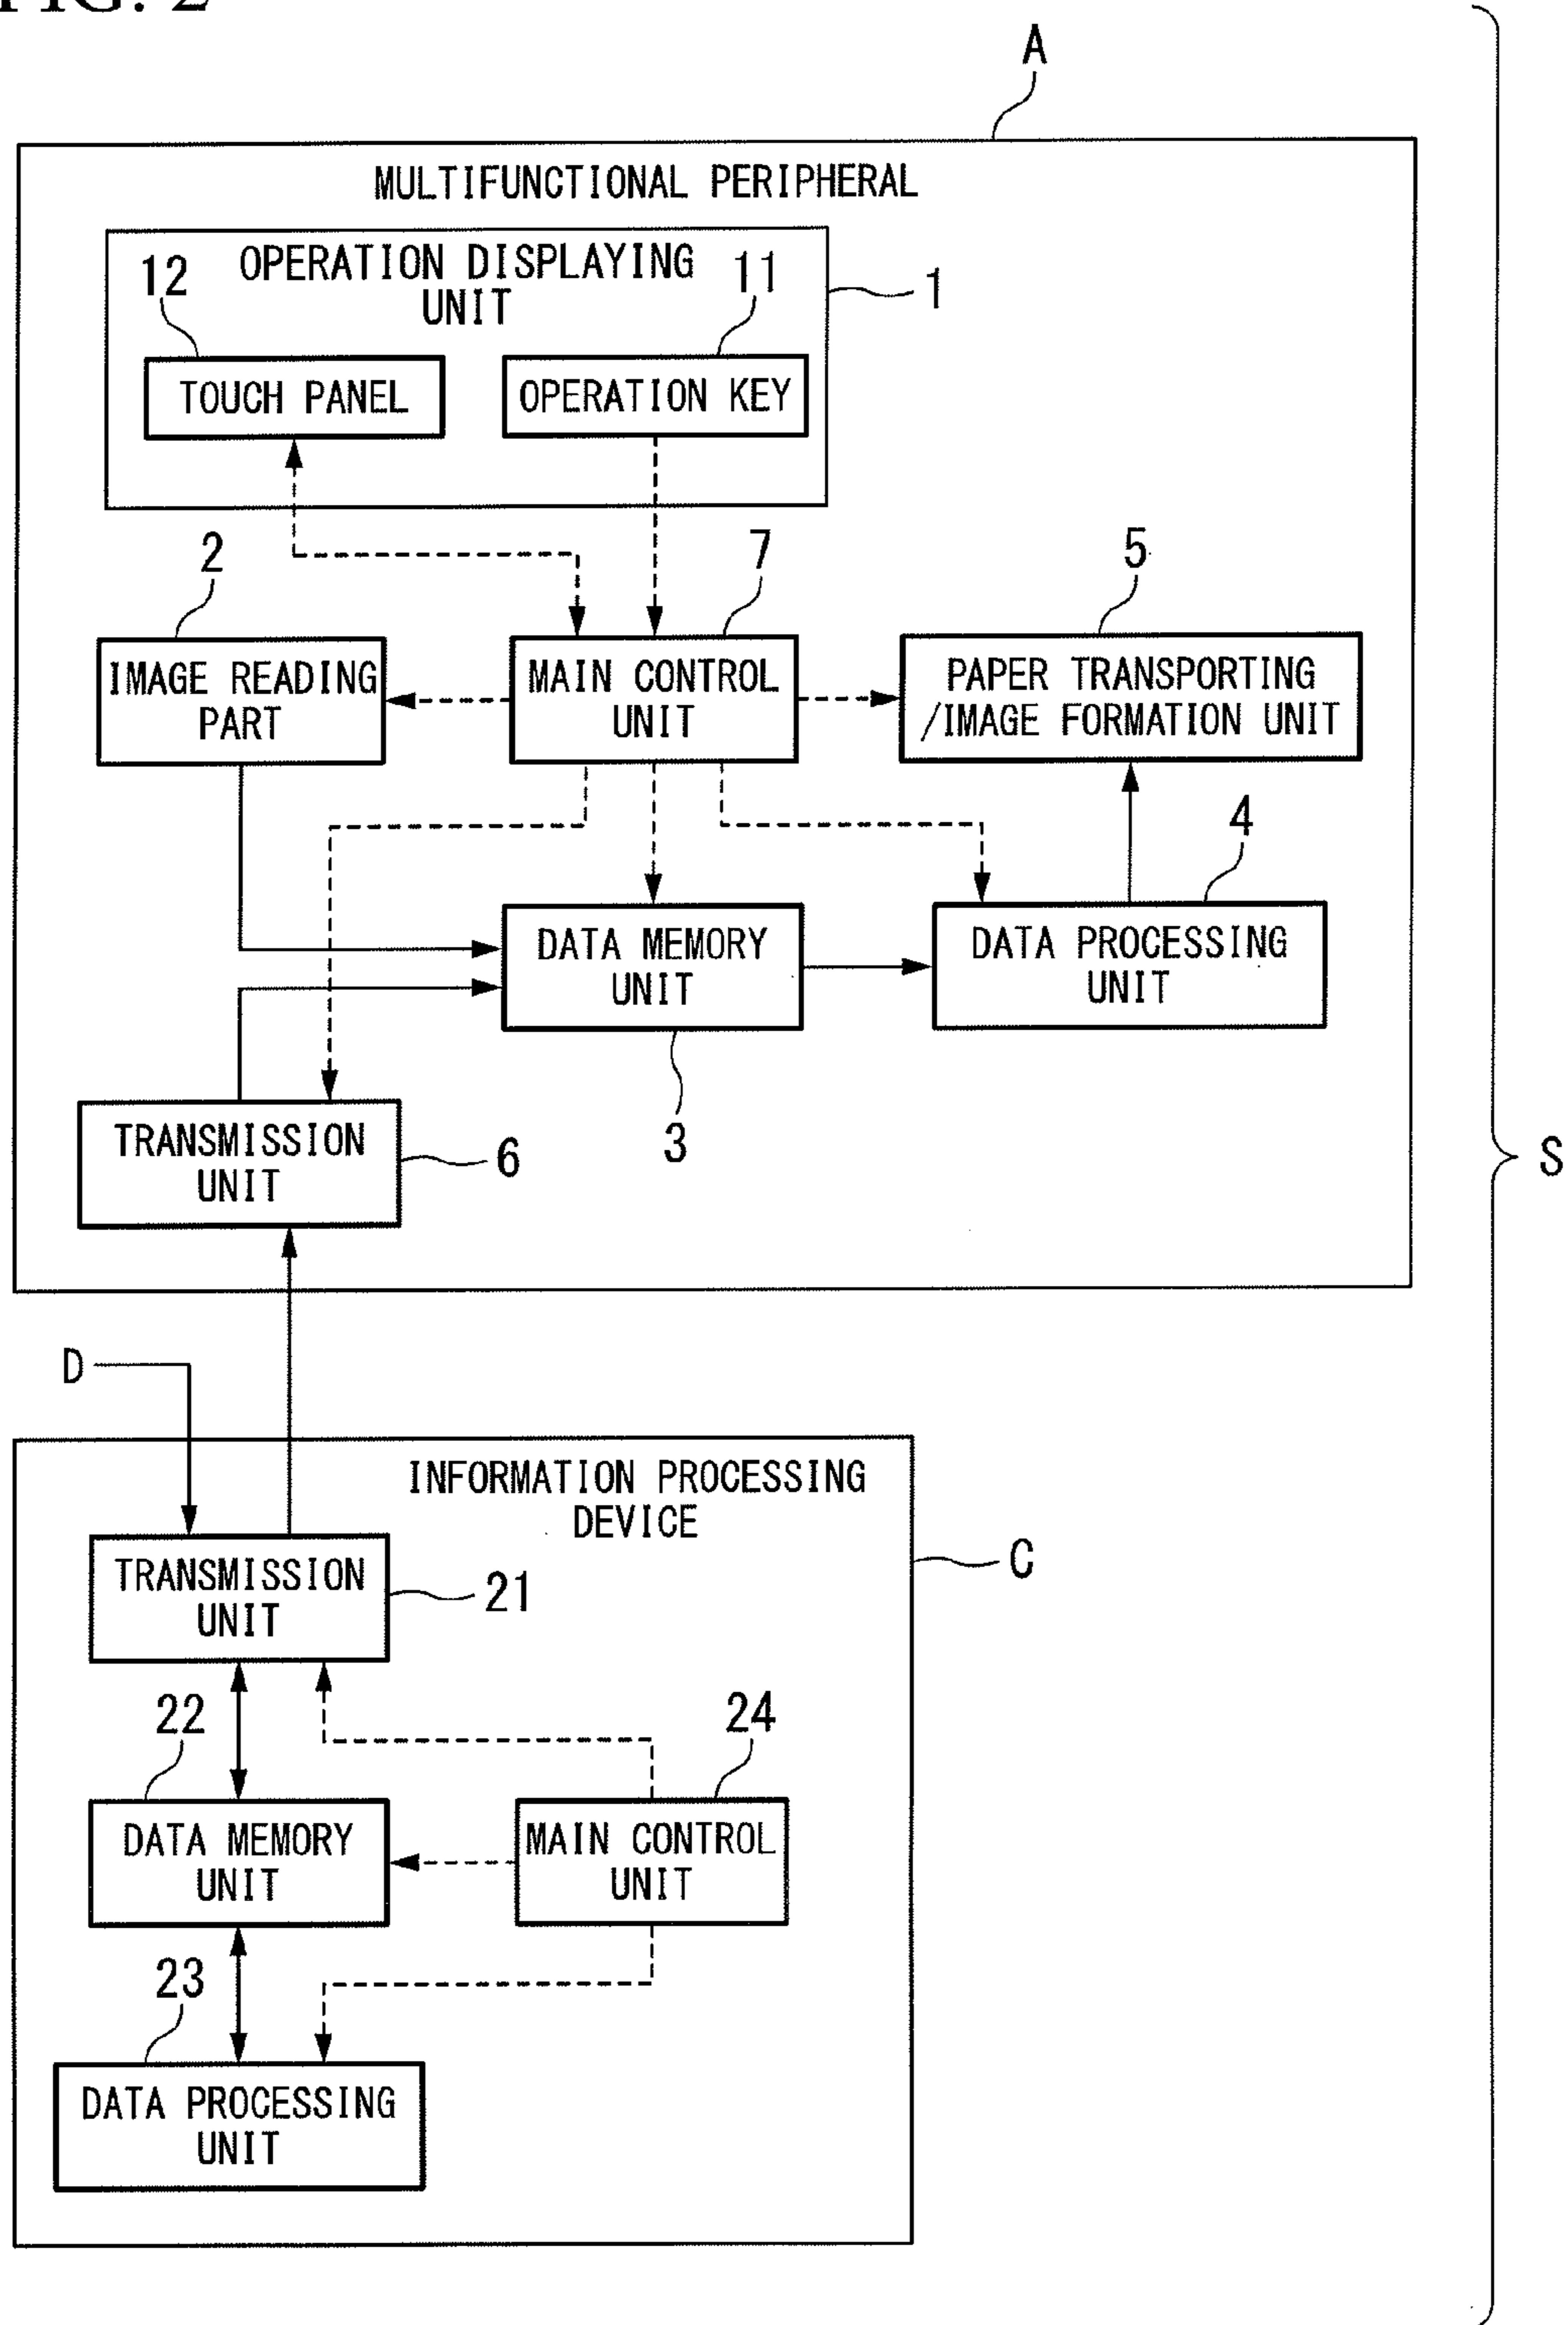 FIG. 2
A
MULTIFUNCTIONAL PERIPHERAL
OPERATION DISPLAYING
UNIT
12
11
1
TOUCH PANEL
OPERATION KEY
2
7
5
IMAGE READING
PART
MAIN CONTROL
UNIT
PAPER TRANSPORTING
/IMAGE FORMATION UNIT
4
DATA MEMORY
UNIT
DATA PROCESSING
UNIT
3
TRANSMISSION
UNIT
6
S
D
INFORMATION PROCESSING
DEVICE
C
TRANSMISSION
UNIT
21
22
24
DATA MEMORY
UNIT
MAIN CONTROL
UNIT
23
DATA PROCESSING
UNIT